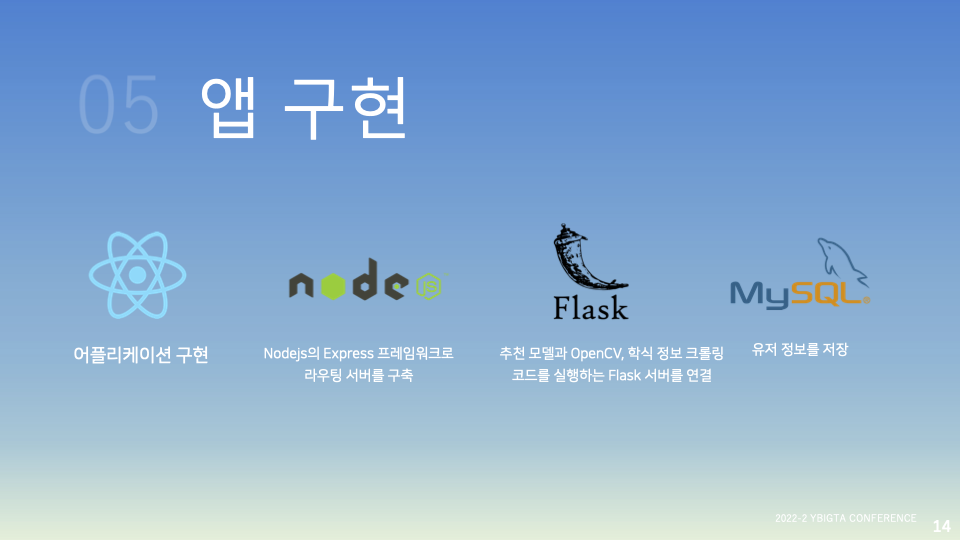 05 앱 구현
node JS
Flask
MySQL®
어플리케이션 구현
Nodejs의 Express 프레임워크로
라우팅 서버를 구축
추천 모델과 OpenCV, 학식 정보 크롤링
코드를 실행하는 Flask 서버를 연결
유저 정보를 저장
2022-2 YBIGTA CONFERENCE
14